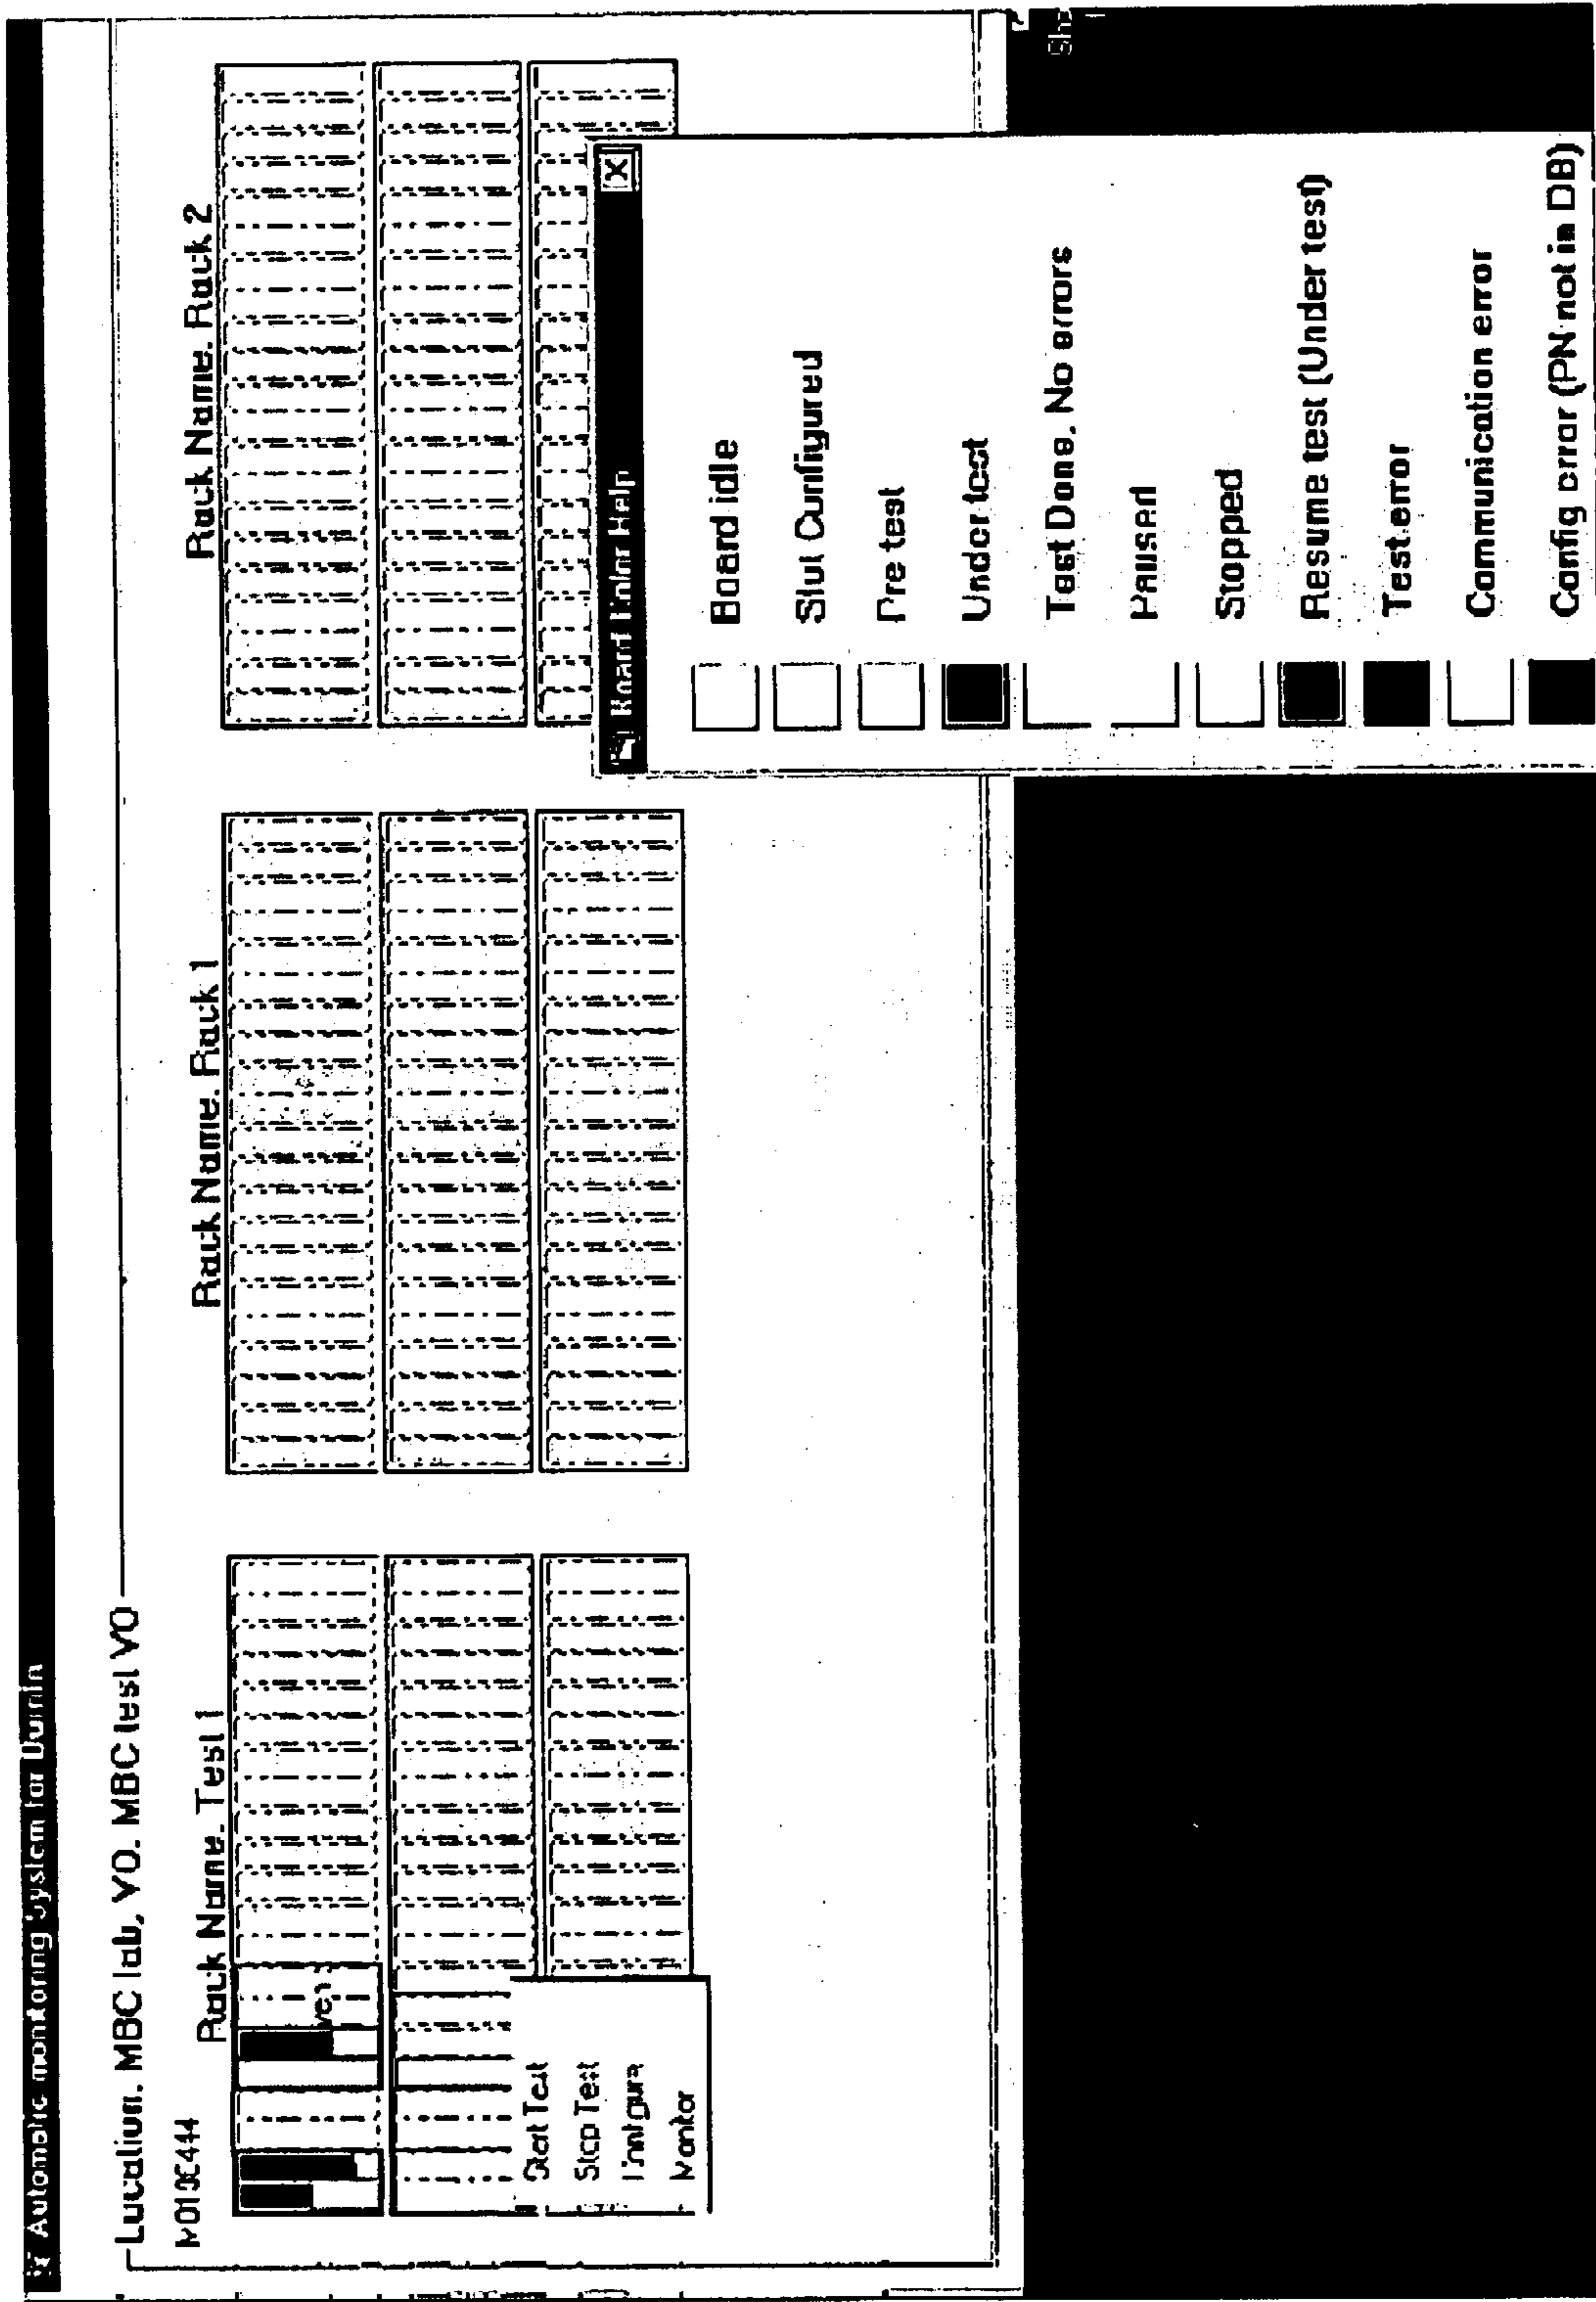 Automatic monitoring System for
Location. MBC lab, YO. MBC test YO
Rack Name. Test 1
Rack Name. Rack 1
Rack Name. Rack 2
Start Test
Stop Test
Configure
Monitor
Board Color Help
Board idle
Slot Configured
Pre test
Under test
Test Done, No errors
Paused
Stopped
Resume test (Under test)
Test error
Communication error
Config error (PN not in DB)